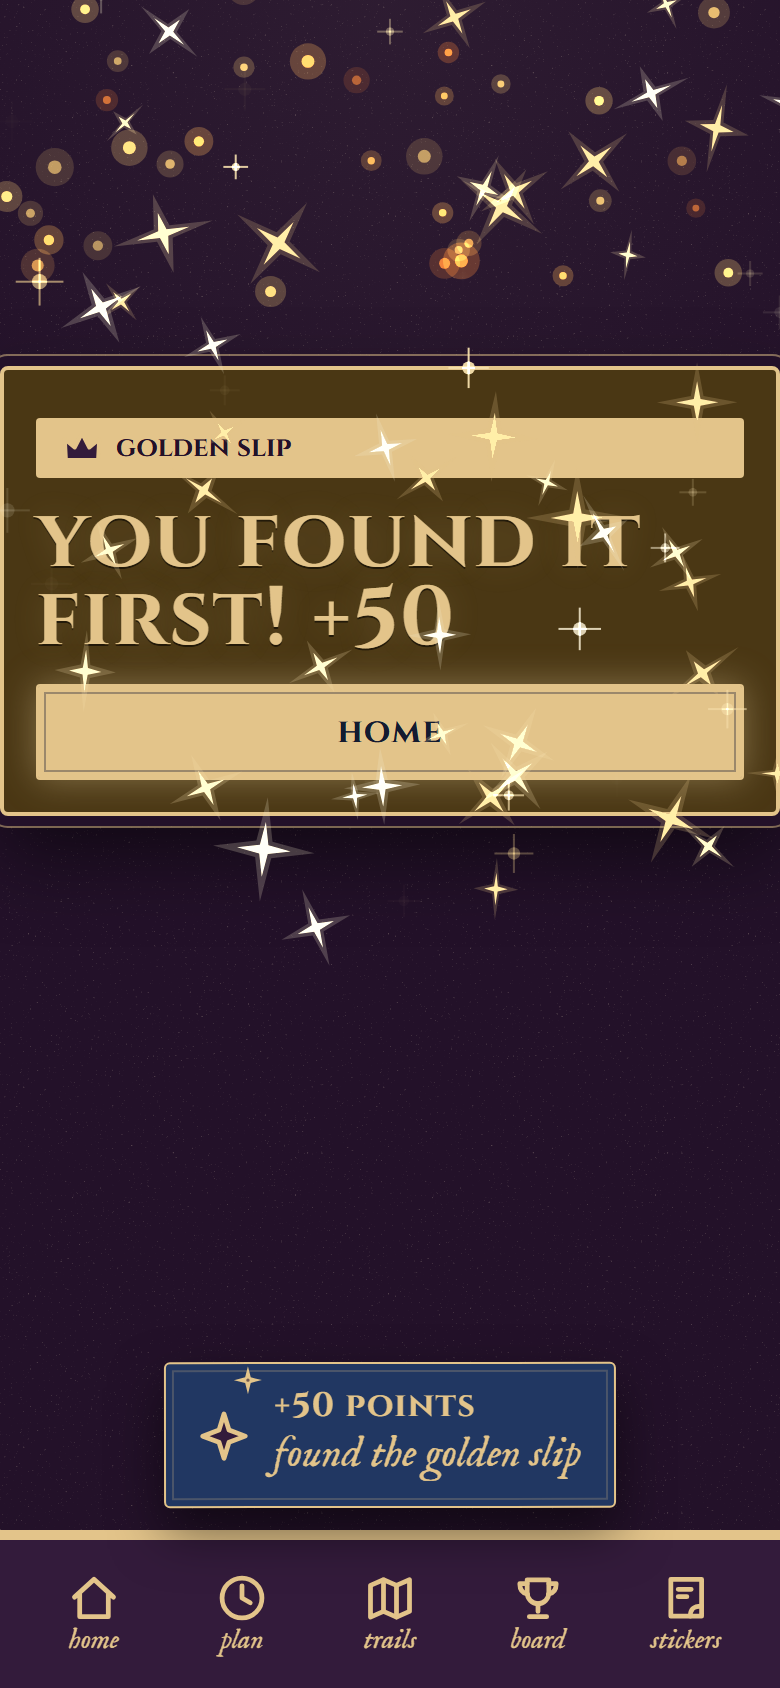 GOLDEN SLIP
YOU FOUND IT
FIRST! +50
HOME
+50 POINTS
found the golden slip
home
plan
trails
board
stickers